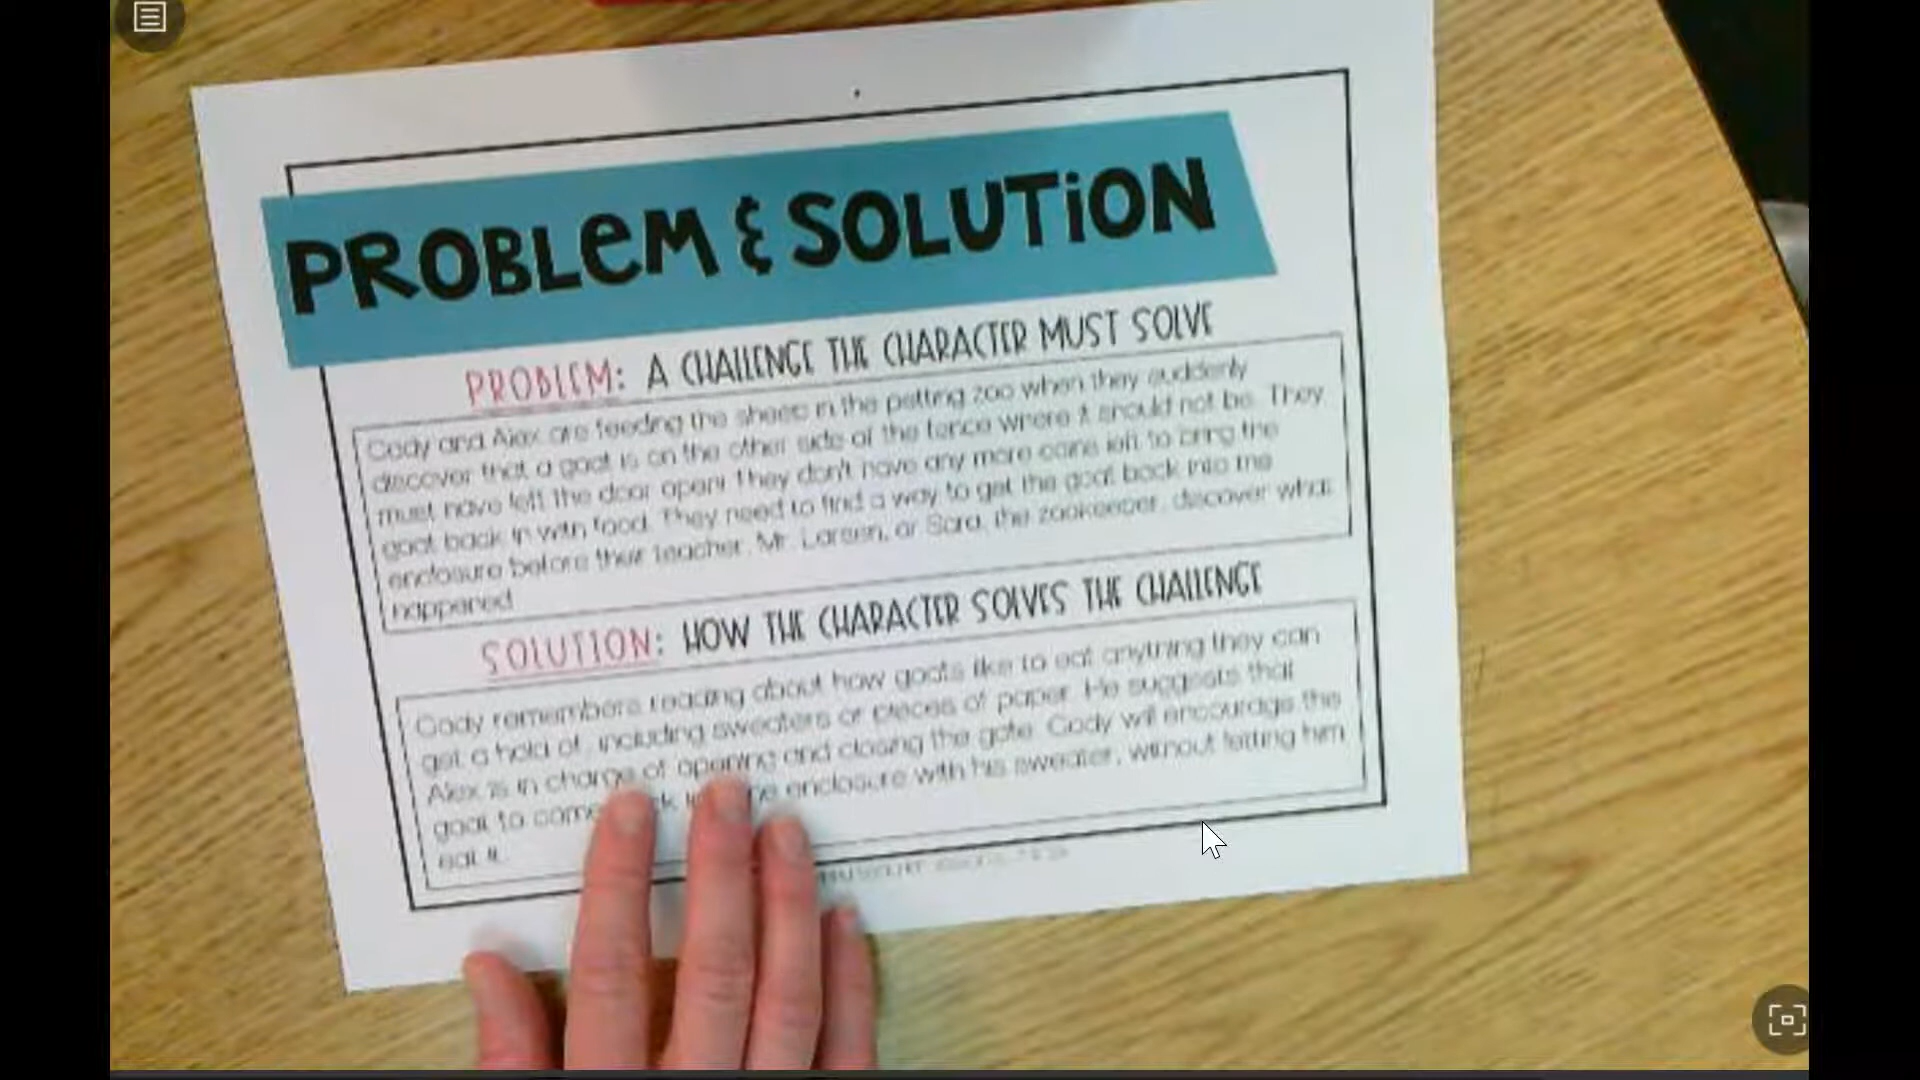 PROBLEM & SOLUTION
PROBLEM: A CHALLENGE THE CHARACTER MUST SOLVE
Cody and Alex are feeding the sheep in the petting zoo when they suddenly
discover that a goat is on the other side of the fence where it should not be. They
must have left the door open! They don't have any more oats left to bring the
goat back in with food. They need to find a way to get the goat back into the
enclosure before their teacher, Mr. Larsen, or Sara, the zookeeper, discover what
happened.
SOLUTION: HOW THE CHARACTER SOLVES THE CHALLENGE
Cody remembers reading about how goats like to eat anything they can
get a hold of, including sweaters or pieces of paper. He suggests that
Alex is in charge of opening and closing the gate. Cody will encourage the
goat to come enclosure with his sweater, without letting him
eat it.